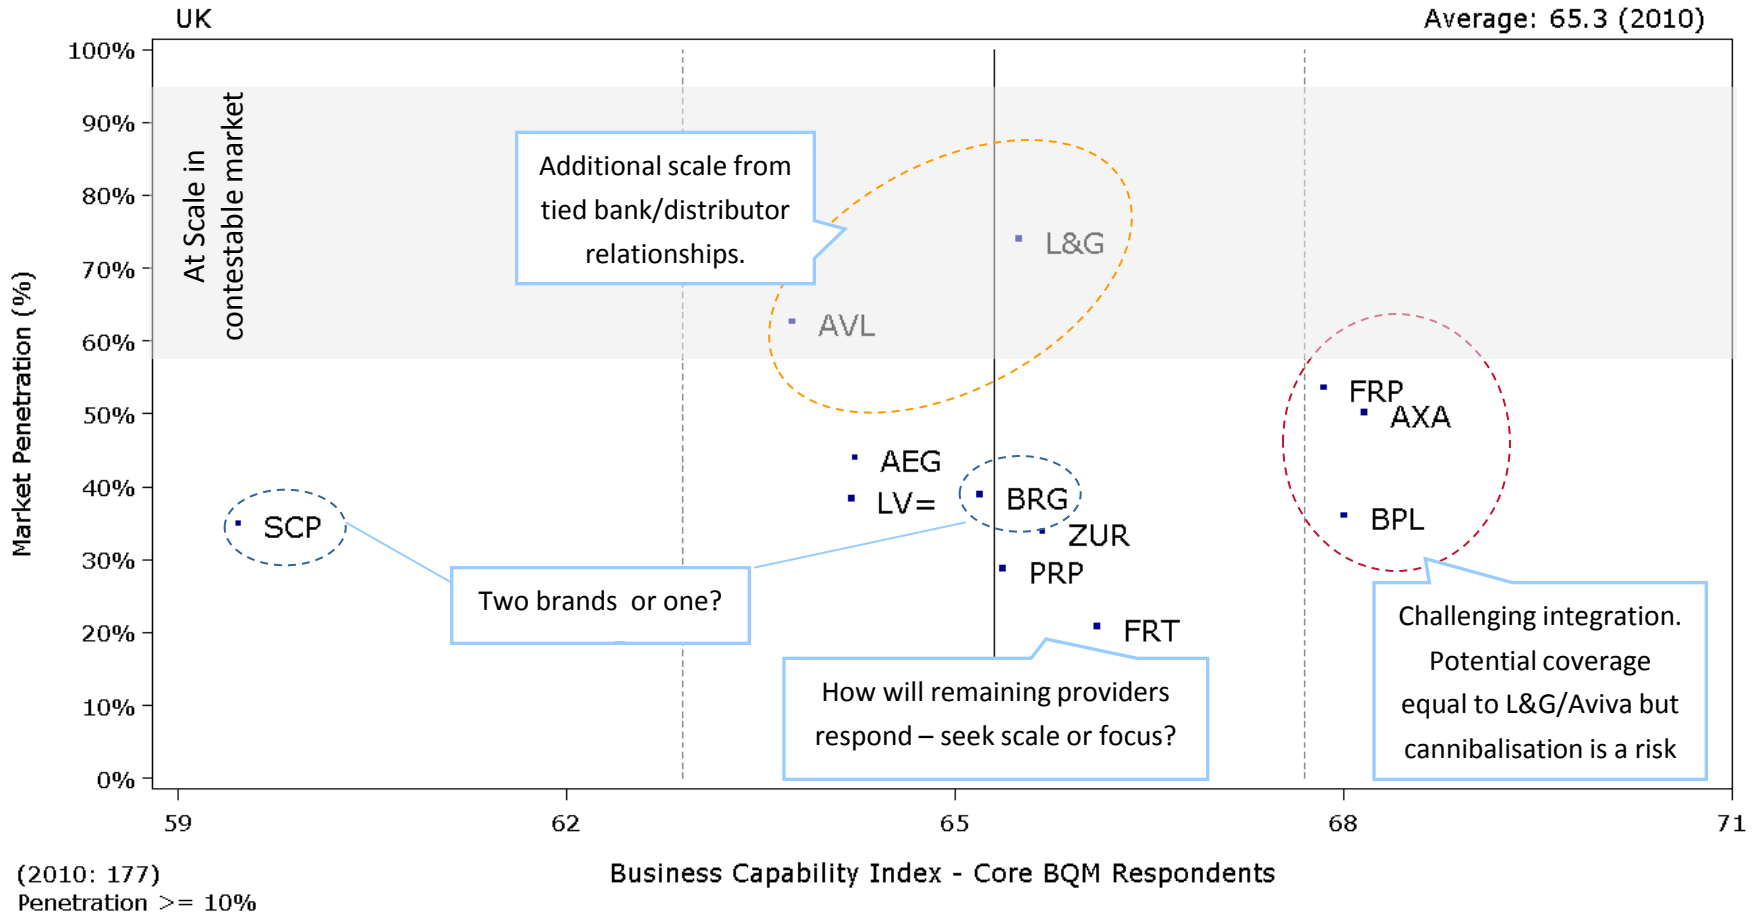 UK
Average: 65.3 (2010)
100%
90%
80%
70%
60%
50%
40%
30%
20%
10%
0%
Market Penetration (%)
At Scale in
contestable market
Additional scale from
tied bank/distributor
relationships.
L&G
AVL
FRP
AXA
AEG
LV=
BRG
SCP
ZUR
BPL
PRP
FRT
Two brands or one?
How will remaining providers
respond – seek scale or focus?
Challenging integration.
Potential coverage
equal to L&G/Aviva but
cannibalisation is a risk
59
62
65
68
71
Business Capability Index - Core BQM Respondents
(2010: 177)
Penetration >= 10%